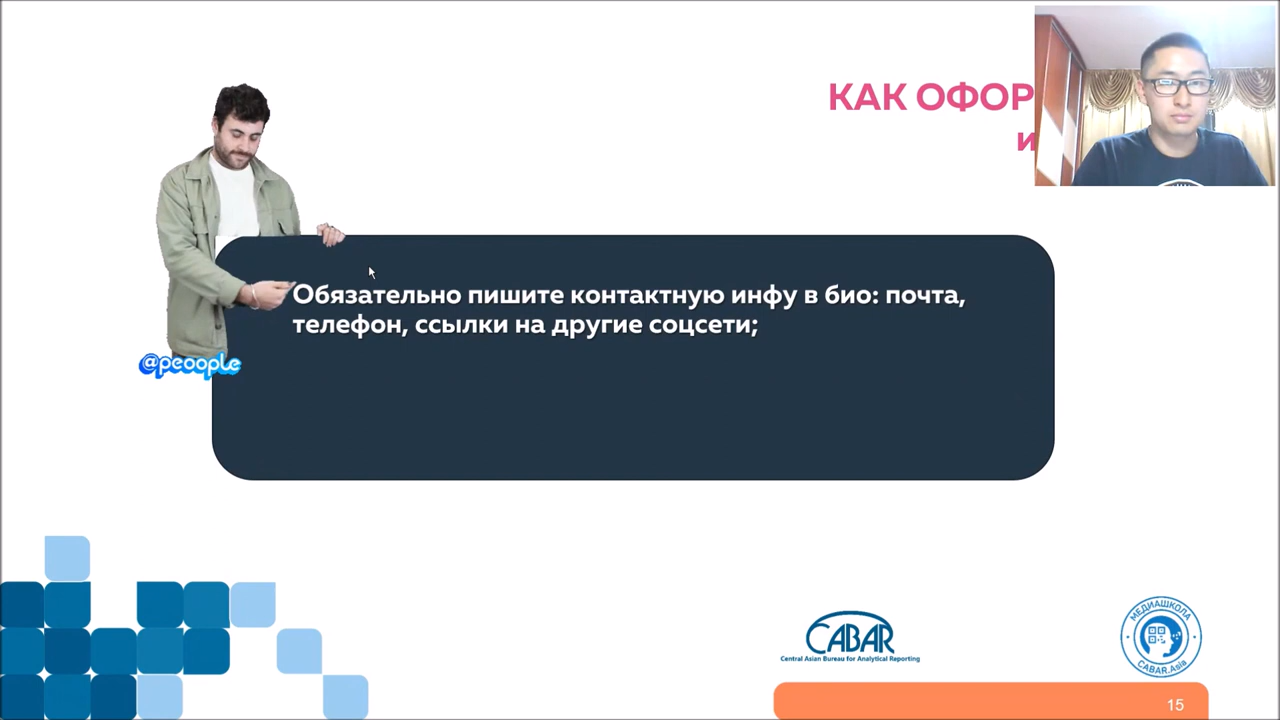 КАК ОФОР
и
Обязательно пишите контактную инфу в био: почта,
телефон, ссылки на другие соцсети;
@peoople
CABAR
Central Asian Bureau for Analytical Reporting
МЕДИАШКОЛА
CABAR.Asia
15